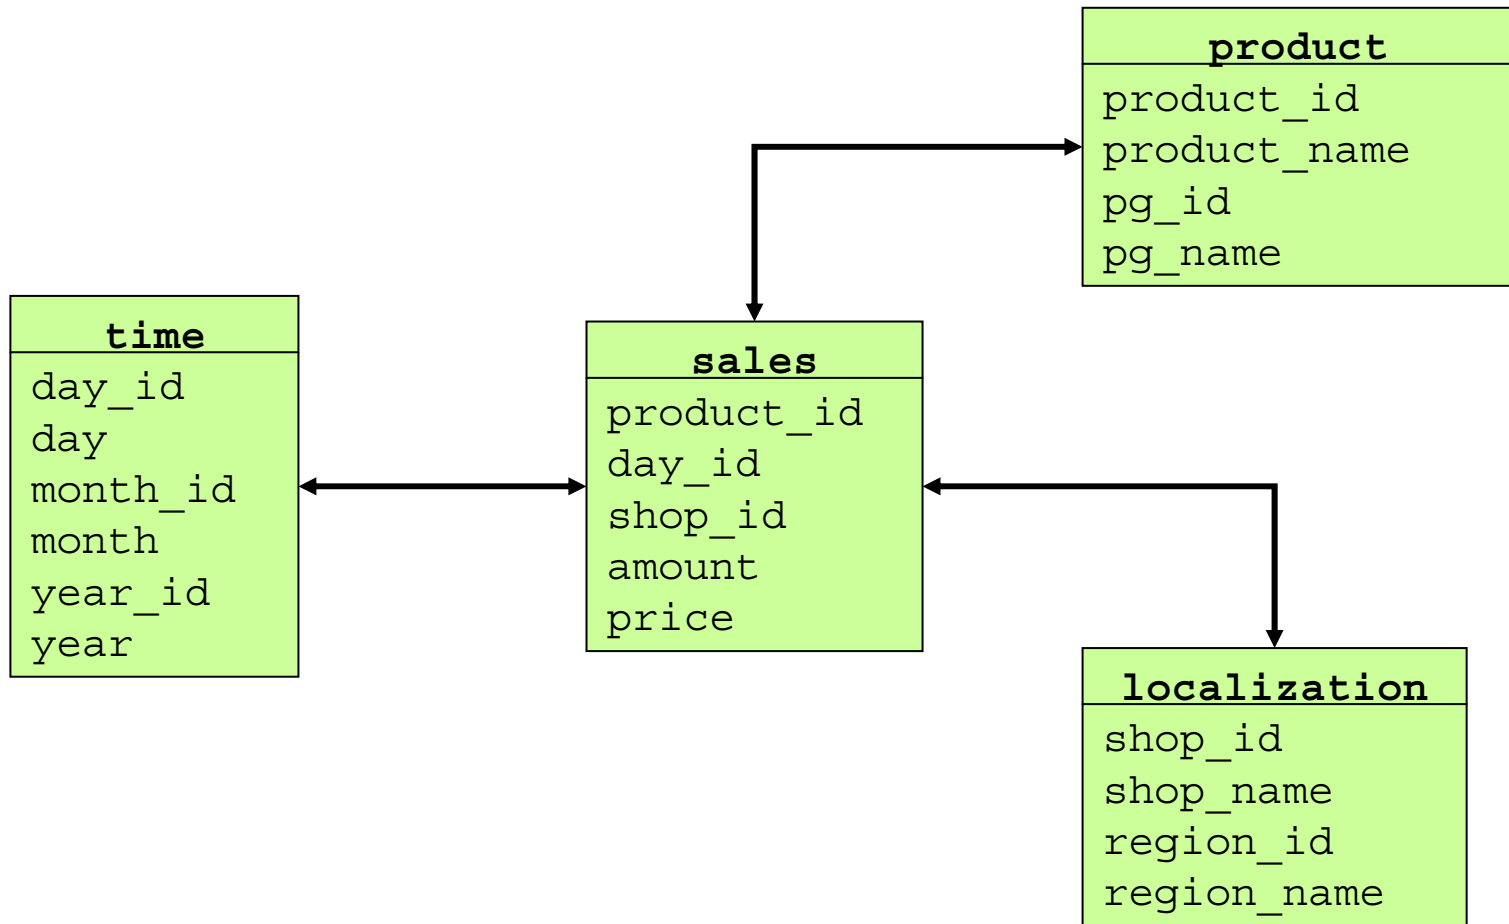 product
product_id
product_name
pg_id
pg_name
time
day_id
day
month_id
month
year_id
year
sales
product_id
day_id
shop_id
amount
price
localization
shop_id
shop_name
region_id
region_name